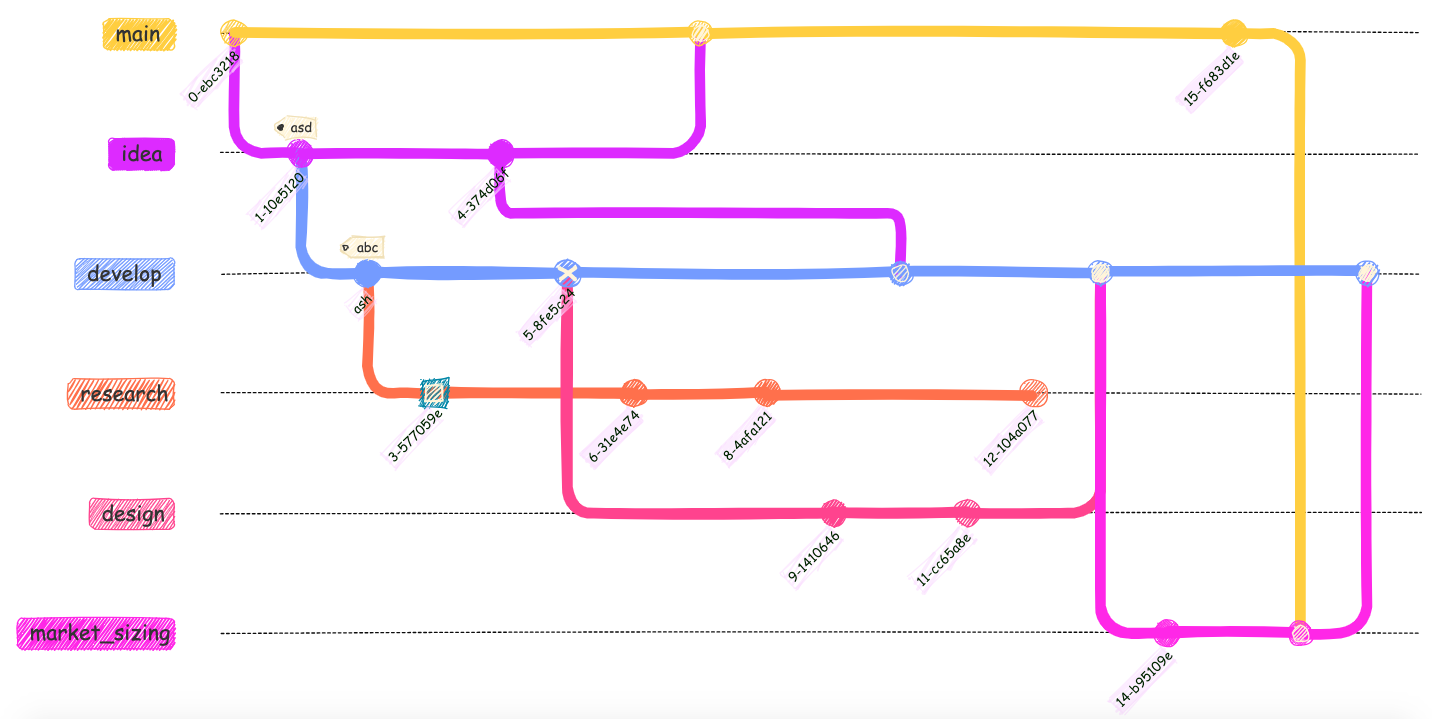 main
0-ebc3218
15-f683d1e
asd
idea
1-10e5120
4-374d06f
abc
develop
ash
5-8fe5c24
research
3-577059e
6-31e4e74
8-4afa121
12-104a077
design
9-1410646
11-cc65a8e
market_sizing
14-b95109e